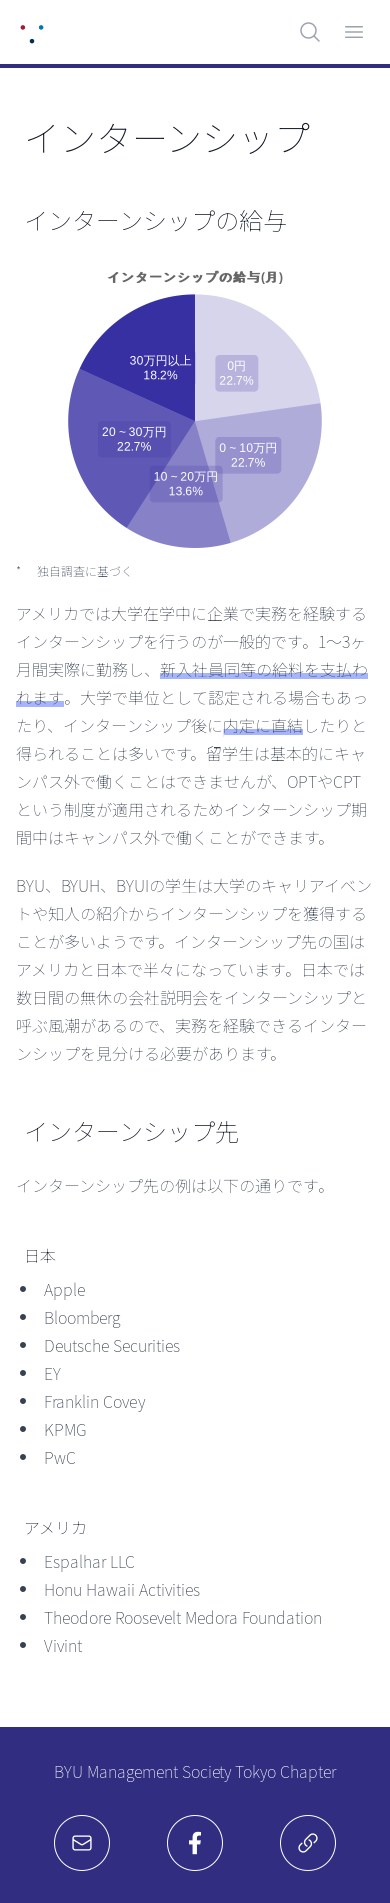 インターンシップ
インターンシップの給与
インターンシップの給与(月)
30万円以上
18.2%
0円
22.7%
20 ~ 30万円
22.7%
0 ~ 10万円
22.7%
10 ~ 20万円
13.6%
* 独自調査に基づく
アメリカでは大学在学中に企業で実務を経験する
インターンシップを行うのが一般的です。1〜3ヶ
月間実際に勤務し、新入社員同等の給料を支払わ
れます。大学で単位として認定される場合もあっ
たり、インターンシップ後に内定に直結したりと
得られることは多いです。留学生は基本的にキャ
ンパス外で働くことはできませんが、OPTやCPT
という制度が適用されるためインターンシップ期
間中はキャンパス外で働くことができます。
BYU、BYUH、BYUIの学生は大学のキャリアイベン
トや知人の紹介からインターンシップを獲得する
ことが多いようです。インターンシップ先の国は
アメリカと日本で半々になっています。日本では
数日間の無休の会社説明会をインターンシップと
呼ぶ風潮があるので、実務を経験できるインター
ンシップを見分ける必要があります。
インターンシップ先
インターンシップ先の例は以下の通りです。
日本
• Apple
• Bloomberg
• Deutsche Securities
• EY
• Franklin Covey
• KPMG
• PwC
アメリカ
• Espalhar LLC
• Honu Hawaii Activities
• Theodore Roosevelt Medora Foundation
• Vivint
BYU Management Society Tokyo Chapter